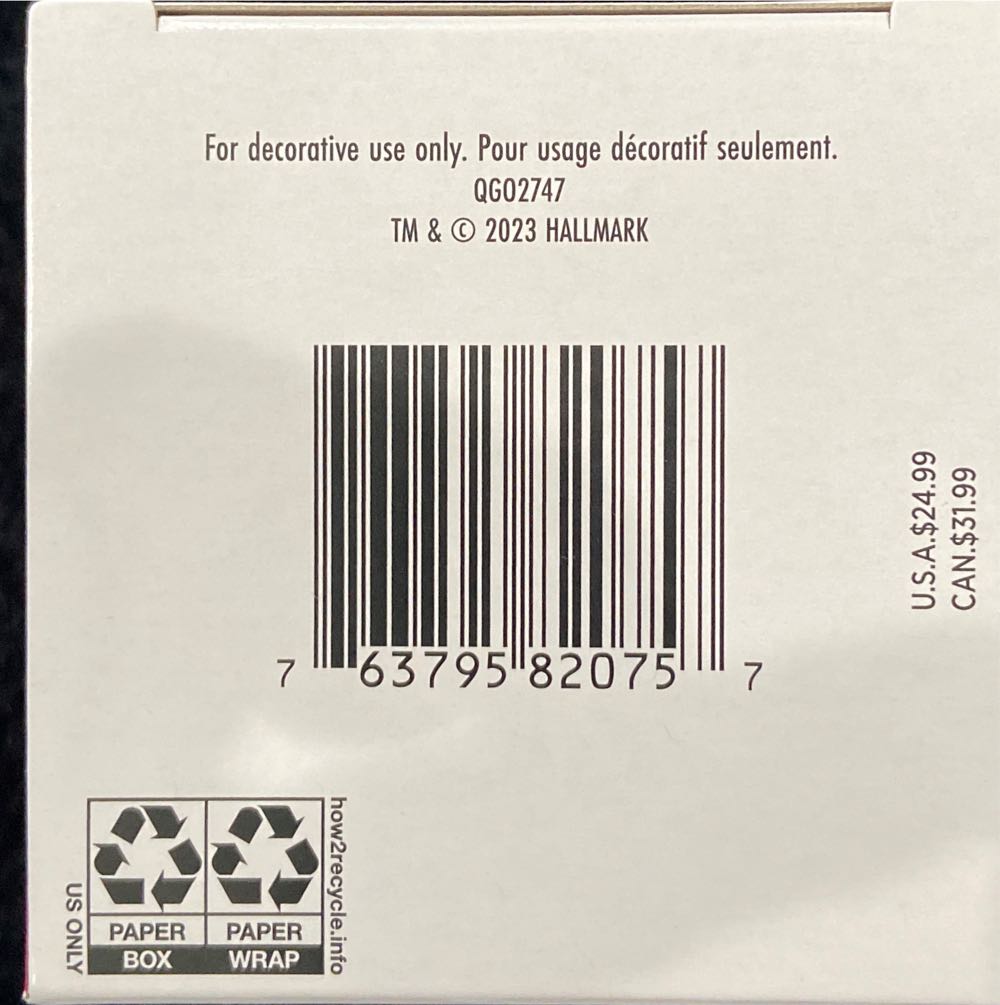 For decorative use only. Pour usage décoratif seulement.
QGO2747
TM & © 2023 HALLMARK
U.S.A.$24.99
CAN.$31.99
7 63795 82075 7
how2recycle.info
US ONLY
PAPER PAPER
BOX WRAP